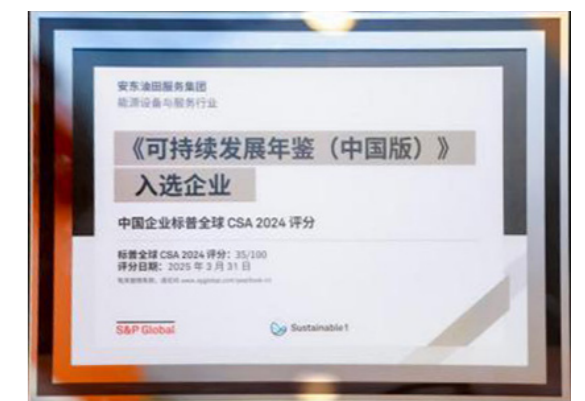 安东油田服务集团
能源设备与服务行业
《可持续发展年鉴（中国版）》
入选企业
中国企业标普全球 CSA 2024 评分
标普全球 CSA 2024 评分：35/100
评分日期：2025 年 3 月 31 日
S&P Global
Sustainable1